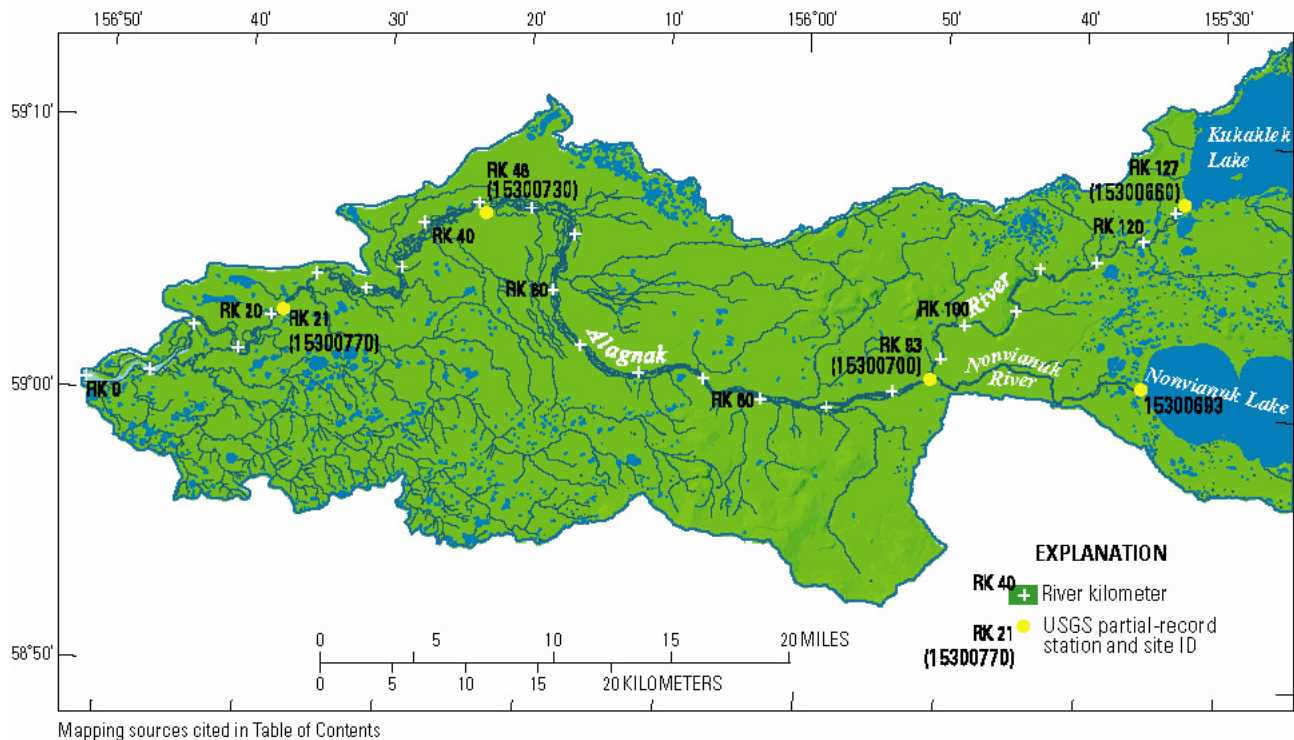 156°50' 40' 30' 20' 10' 156°00' 50' 40' 155°30'
59°10'
59°00'
58°50'
Kukaklek
Lake
RK 127
(15300660)
RK 120
RK 48
(15300730)
RK 40
RK 60
RK 20
RK 21
(15300770)
RK 0
Alagnak
River
RK 100
RK 93
(15300700)
RK 80
Nonvianuk
River
Nonvianuk Lake
15300693
EXPLANATION
RK 40
River kilometer
RK 21
(15300770)
USGS partial-record
station and site ID
0 5 10 15 20 MILES
0 5 10 15 20 KILOMETERS
Mapping sources cited in Table of Contents